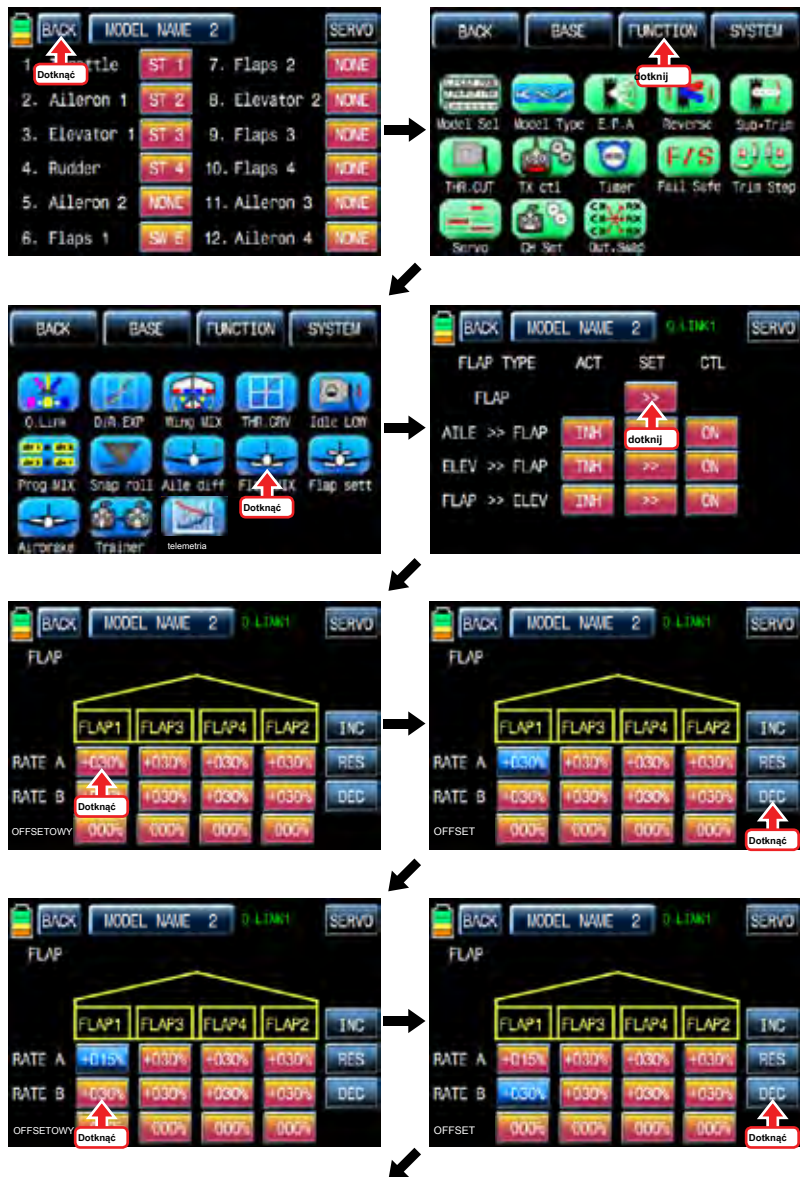 BACK MODEL NAME 2 SERVO
Dotknąć
ST 1 7. Flaps 2 NONE
2. Aileron 1 ST 2 8. Elevator 2 NONE
3. Elevator 1 ST 3 9. Flaps 3 NONE
4. Rudder ST 4 10. Flaps 4 NONE
5. Aileron 2 NONE 11. Aileron 3 NONE
6. Flaps 1 SW 5 12. Aileron 4 NONE
BACK BASE FUNCTION SYSTEM
dotknij
Model Sel Model Type E.P.A Reverse Sub-Trim
F/S
THR.CUT TX ctl Timer Fail Safe Trim Step
Servo CH Set Out.Swap
BACK BASE FUNCTION SYSTEM
Q.Link D/R.EXP Wing MIX THR.CRV Idle LOW
Prog.MIX Snap roll Aile diff Flap MIX Flap sett
Dotknąć
Airbrake Trainer telemetria
BACK MODEL NAME 2 Q.LINK1 SERVO
FLAP TYPE ACT SET CTL
FLAP >>
dotknij
AILE >> FLAP INH ON
ELEV >> FLAP INH >> ON
FLAP >> ELEV INH >> ON
BACK MODEL NAME 2 Q.LINK1 SERVO
FLAP
FLAP1 FLAP3 FLAP4 FLAP2 INC
RATE A +030% +030% +030% +030% RES
RATE B +030% +030% +030% DEC
Dotknąć
OFFSETOWY 000% 000% 000% 000%
BACK MODEL NAME 2 Q.LINK1 SERVO
FLAP
FLAP1 FLAP3 FLAP4 FLAP2 INC
RATE A +030% +030% +030% +030% RES
RATE B +030% +030% +030% +030% DEC
OFFSET 000% 000% 000% 000%
Dotknąć
BACK MODEL NAME 2 Q.LINK1 SERVO
FLAP
FLAP1 FLAP3 FLAP4 FLAP2 INC
RATE A +015% +030% +030% +030% RES
RATE B +030% +030% +030% +030% DEC
OFFSETOWY 000% 000% 000%
Dotknąć
BACK MODEL NAME 2 Q.LINK1 SERVO
FLAP
FLAP1 FLAP3 FLAP4 FLAP2 INC
RATE A +015% +030% +030% +030% RES
RATE B +030% +030% +030% +030% DEC
OFFSET 000% 000% 000% 000%
Dotknąć